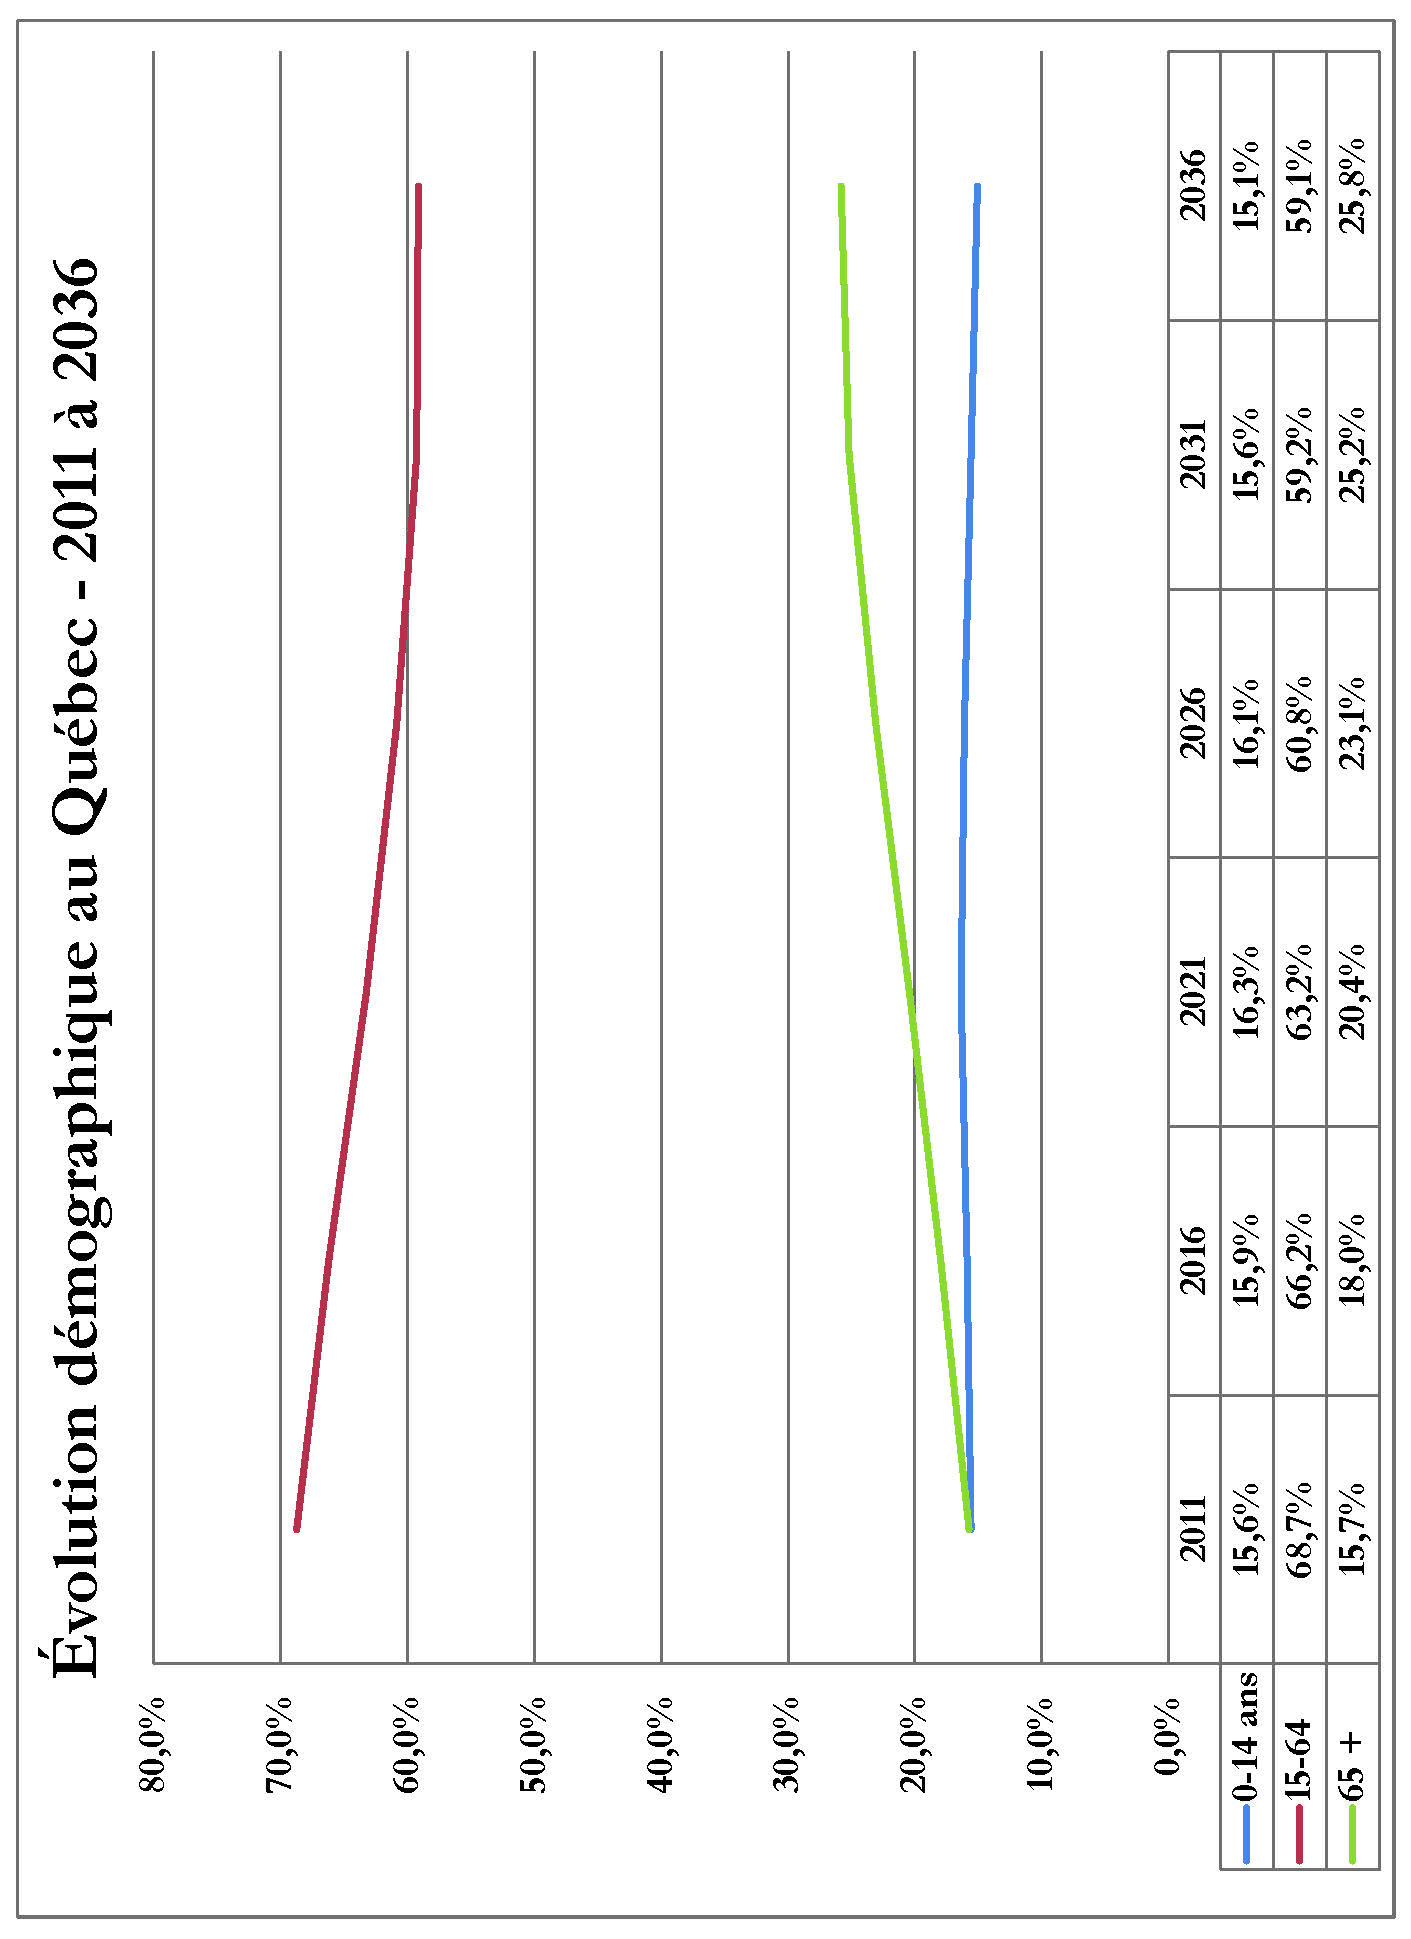 Évolution démographique au Québec - 2011 à 2036
80,0%
70,0%
60,0%
50,0%
40,0%
30,0%
20,0%
10,0%
0,0%
2011 2016 2021 2026 2031 2036
0-14 ans 15,6% 15,9% 16,3% 16,1% 15,6% 15,1%
15-64 68,7% 66,2% 63,2% 60,8% 59,2% 59,1%
65 + 15,7% 18,0% 20,4% 23,1% 25,2% 25,8%